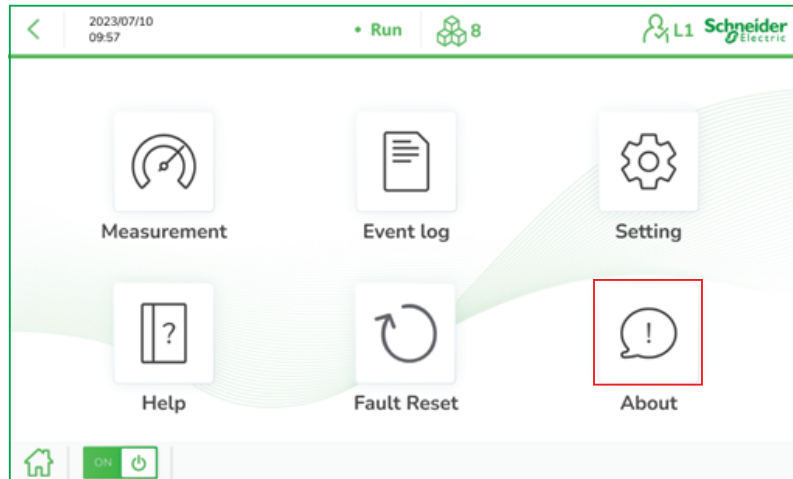 2023/07/10
09:57
• Run
8
L1
Schneider
Electric
Measurement
Event log
Setting
?
!
Help
Fault Reset
About
ON